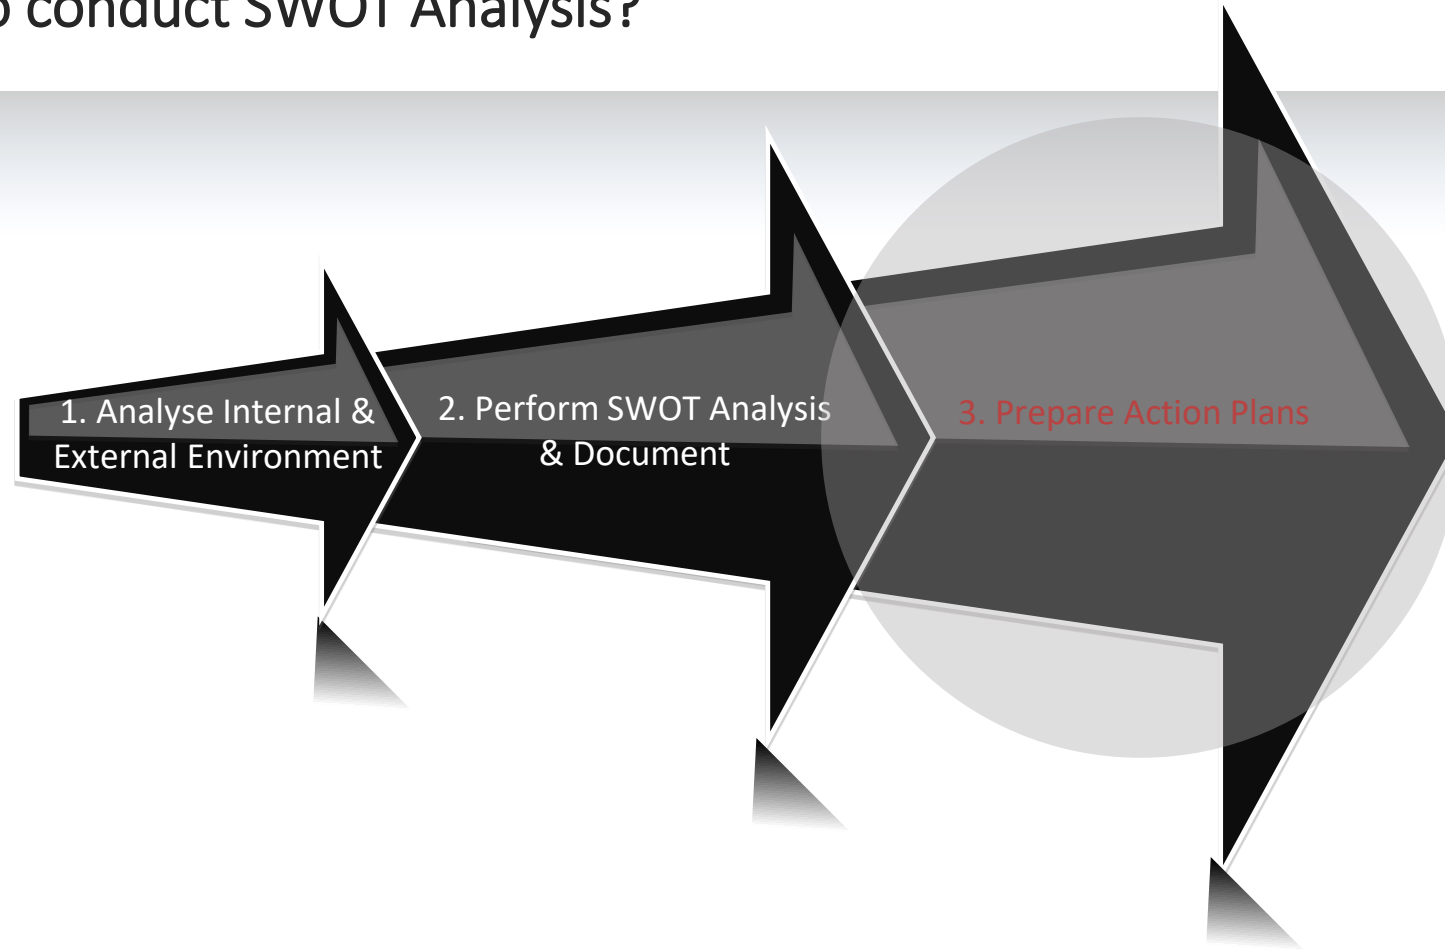 o conduct SWOT Analysis?
1. Analyse Internal &
External Environment
2. Perform SWOT Analysis
& Document
3. Prepare Action Plans